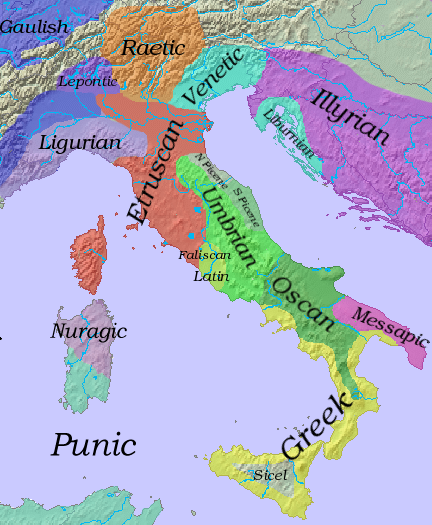 Gaulish
Raetic
Lepontic
Venetic
Illyrian
Ligurian
Liburnian
Etruscan
N Picene
S Picene
Umbrian
Faliscan
Latin
Oscan
Nuragic
Messapic
Greek
Punic
Sicel